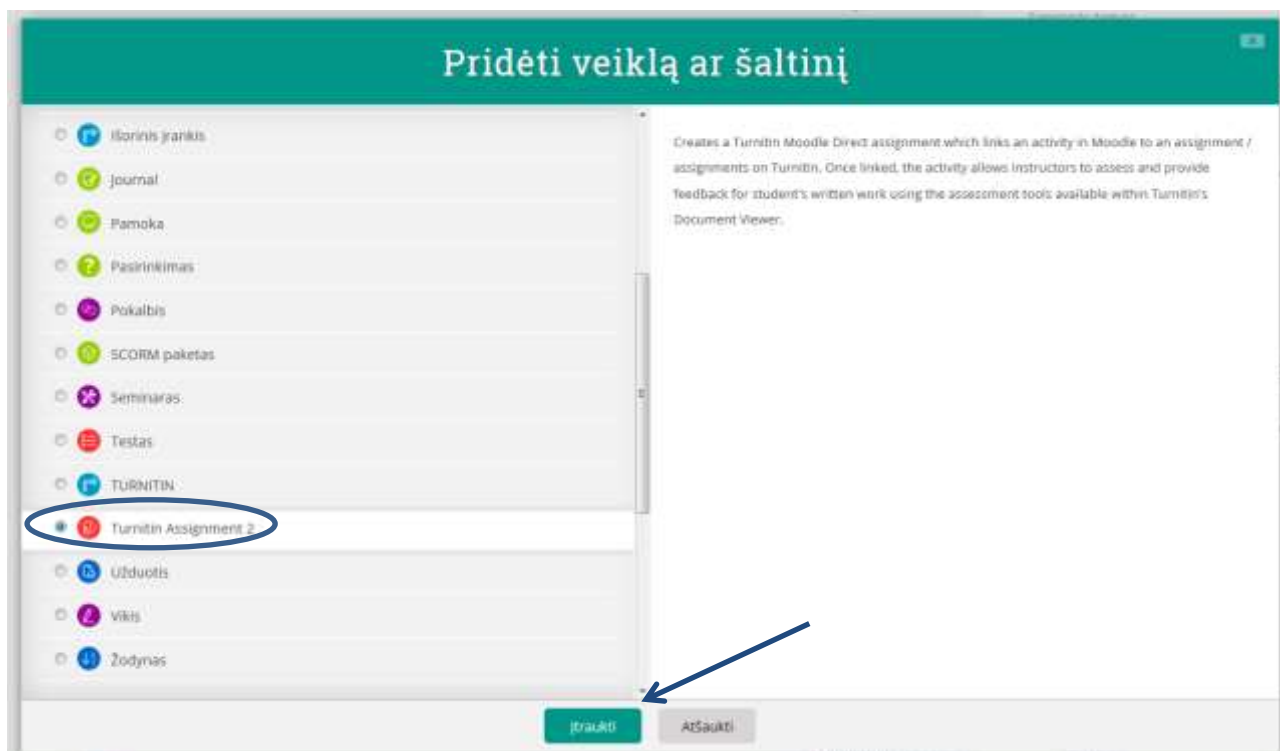 Pridėti veiklą ar šaltinį
Išorinis įrankis
Journal
Pamoka
Pasirinkimas
Pokalbis
SCORM paketas
Seminaras
Testas
TURNITIN
Turnitin Assignment 2
Užduotis
Vikis
Žodynas
Creates a Turnitin Moodle Direct assignment which links an activity in Moodle to an assignment /
assignments on Turnitin. Once linked, the activity allows instructors to assess and provide
feedback for student's written work using the assessment tools available within Turnitin's
Document Viewer.
Įtraukti
Atšaukti